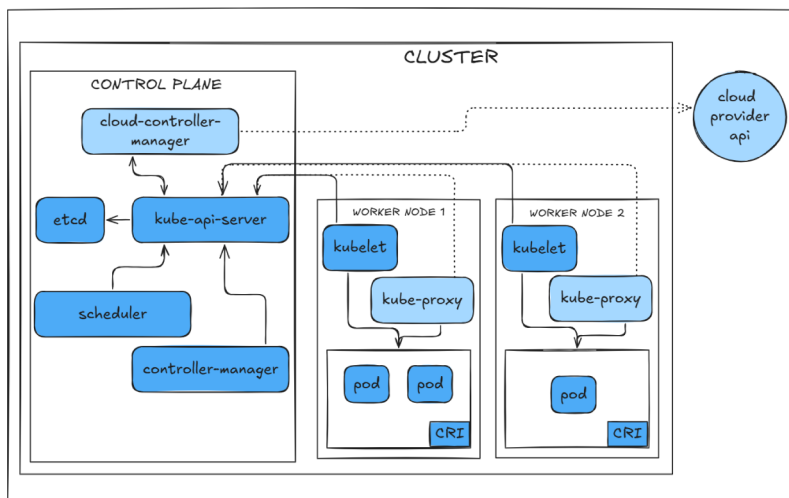 CLUSTER
CONTROL PLANE
cloud-controller-
manager
cloud
provider
api
etcd
kube-api-server
scheduler
controller-manager
WORKER NODE 1
kubelet
kube-proxy
pod
pod
CRI
WORKER NODE 2
kubelet
kube-proxy
pod
CRI